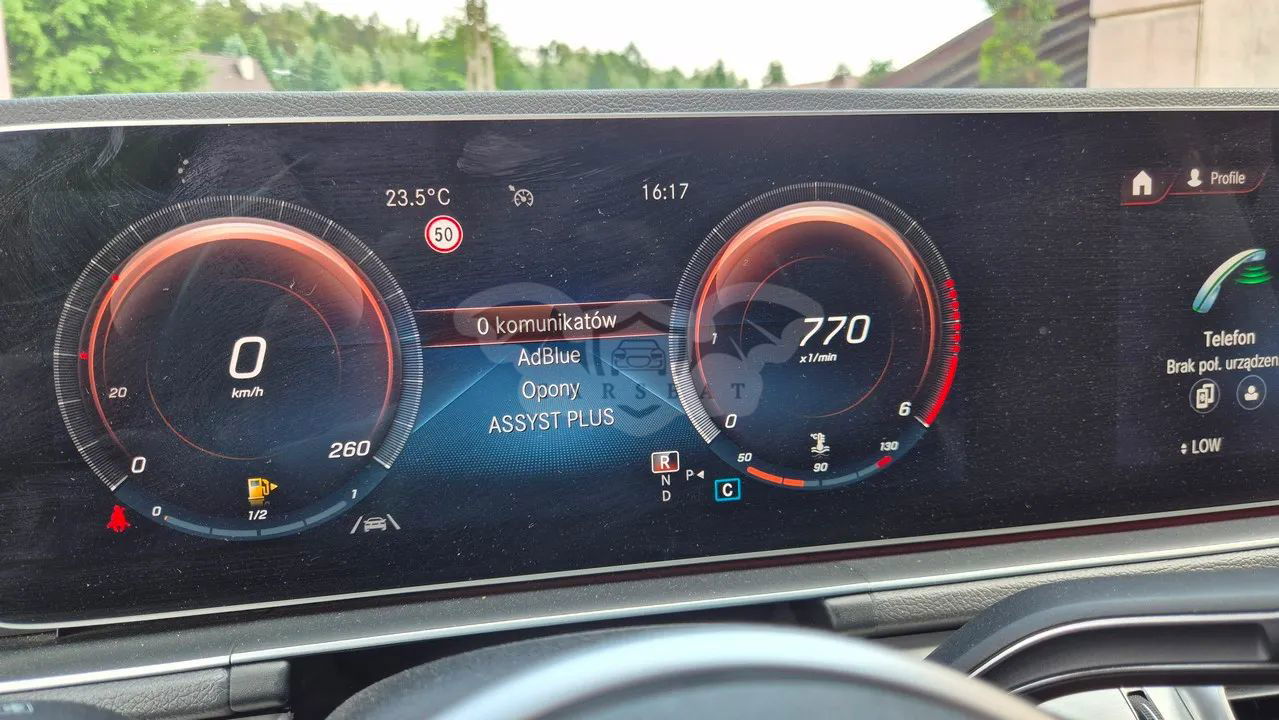 23.5°C
16:17
50
Profile
0 komunikatów
AdBlue
Opony
ASSYST PLUS
0
km/h
20
0
260
0
1/2
1
770
x1/min
1
0
6
50
90
130
R
N
D
P
C
Telefon
Brak poł. urządzen
LOW